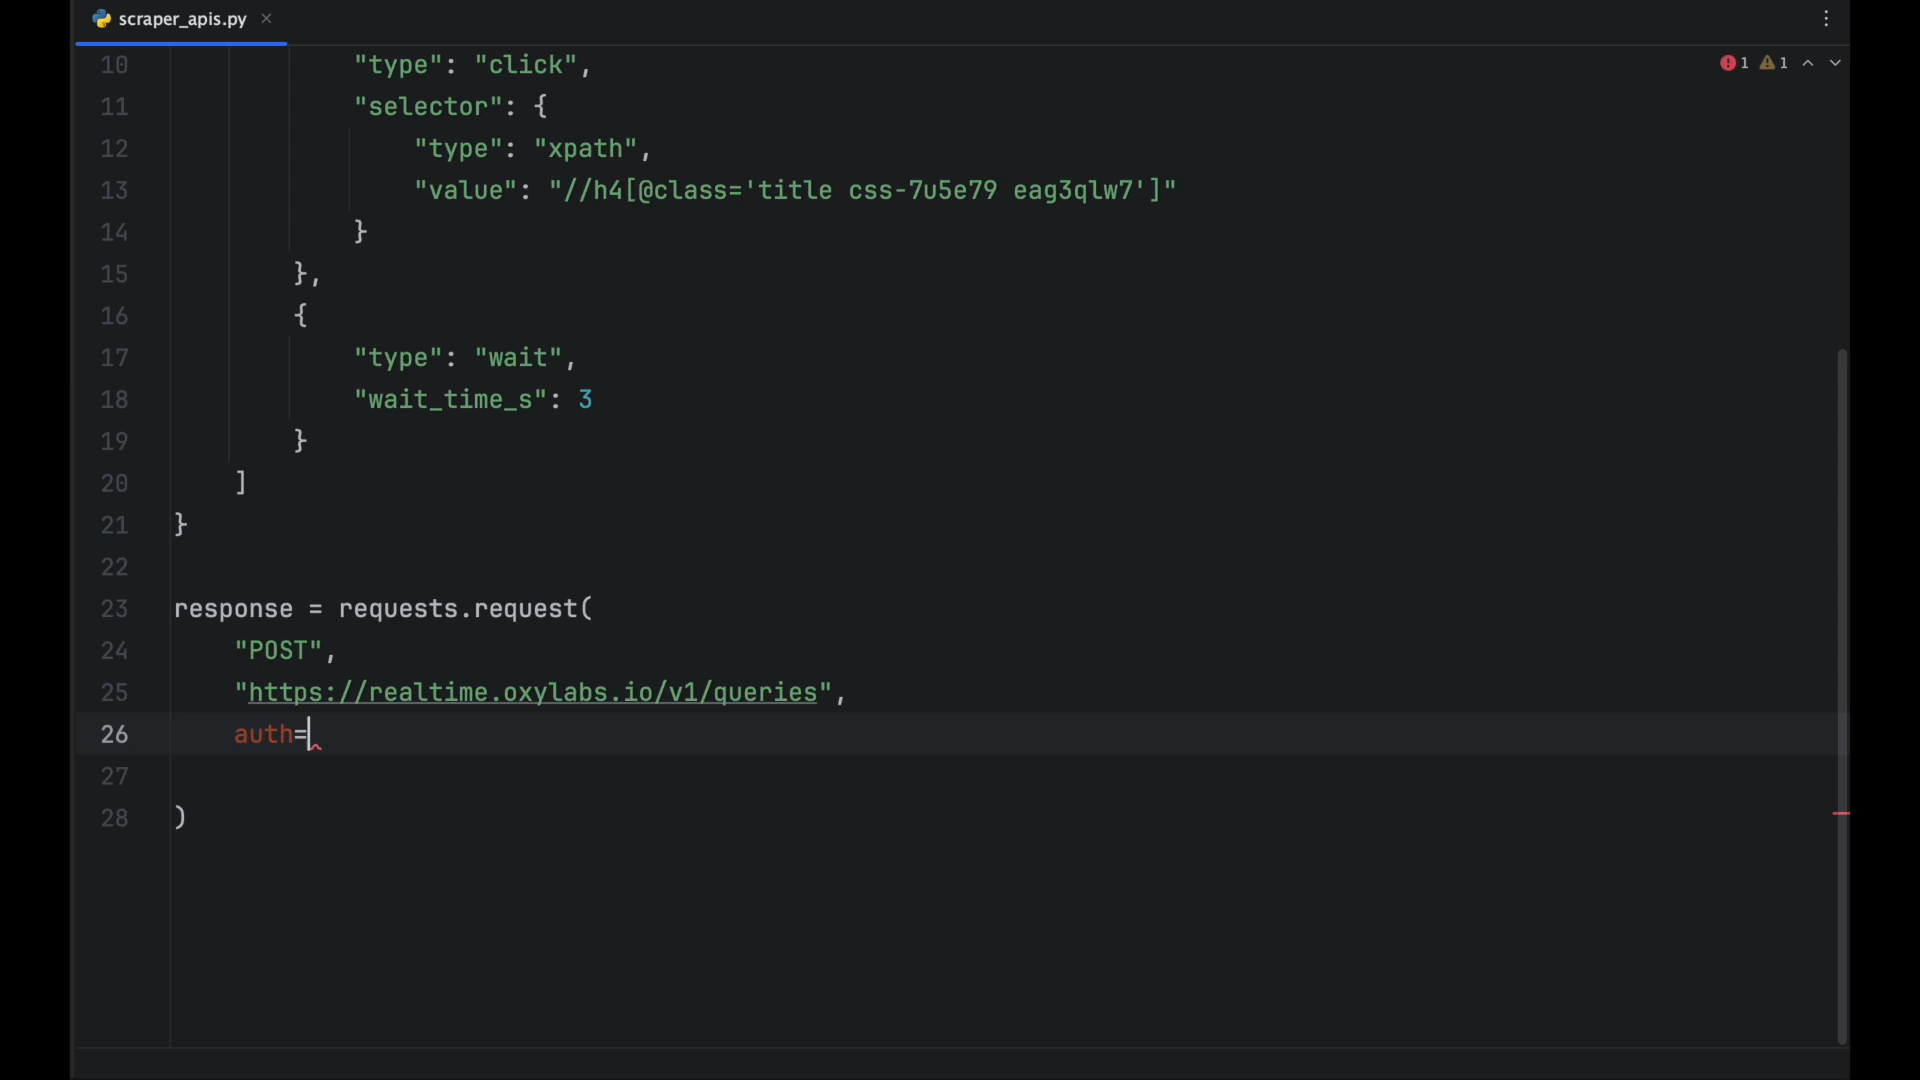 scraper_apis.py
1 1
10 "type": "click",
11 "selector": {
12 "type": "xpath",
13 "value": "//h4[@class='title css-7u5e79 eag3qlw7']"
14 }
15 },
16 {
17 "type": "wait",
18 "wait_time_s": 3
19 }
20 ]
21 }
22
23 response = requests.request(
24 "POST",
25 "https://realtime.oxylabs.io/v1/queries",
26 auth=
27
28 )